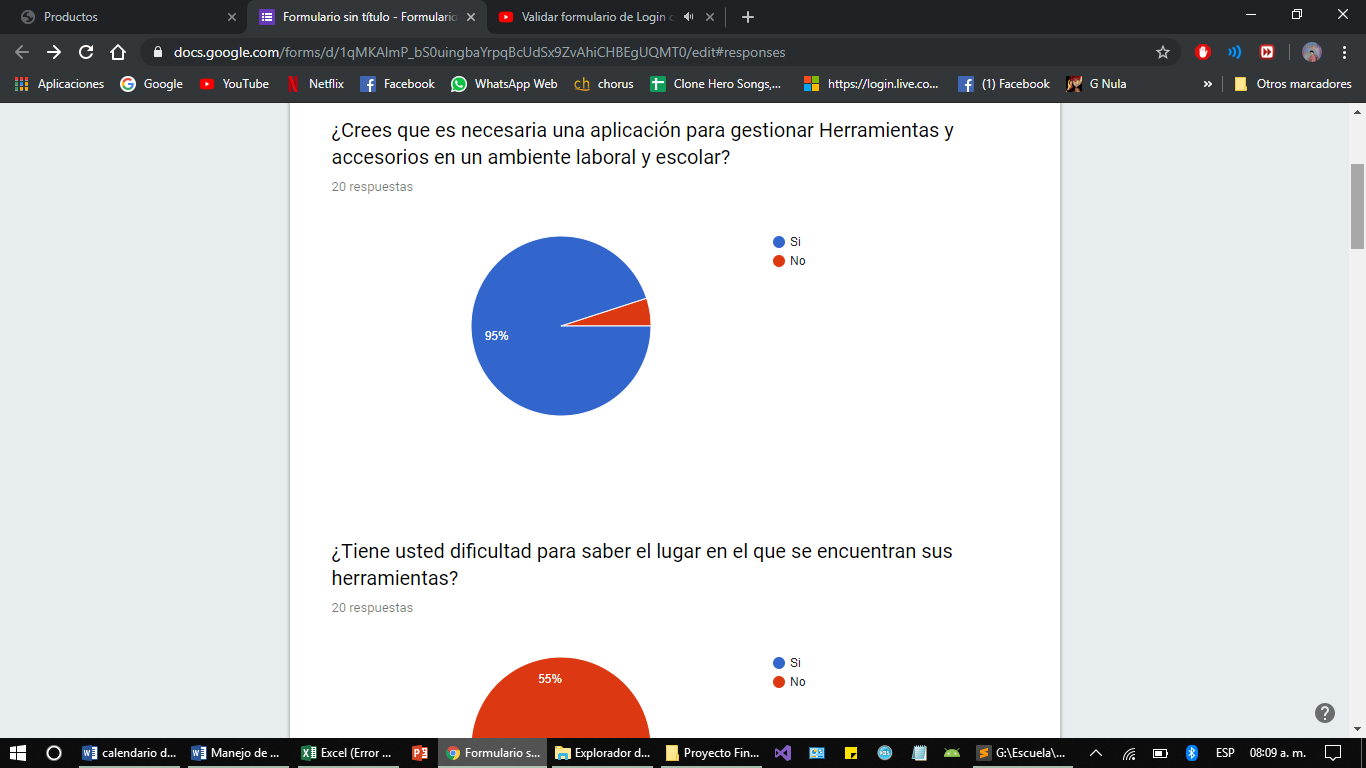 Productos
Formulario sin título - Formulario
Validar formulario de Login c
docs.google.com/forms/d/1qMKAlmP_bS0uingbaYrpqBcUdSx9ZvAhiCHBEgUQMT0/edit#responses
Aplicaciones
Google
YouTube
Netflix
Facebook
WhatsApp Web
chorus
Clone Hero Songs,...
https://login.live.co...
(1) Facebook
G Nula
»
Otros marcadores
¿Crees que es necesaria una aplicación para gestionar Herramientas y
accesorios en un ambiente laboral y escolar?
20 respuestas
Si
No
95%
¿Tiene usted dificultad para saber el lugar en el que se encuentran sus
herramientas?
20 respuestas
Si
No
55%
calendario d...
Manejo de ...
Excel (Error ...
Formulario s...
Explorador d...
Proyecto Fin...
G:\Escuela\...
ESP
08:09 a. m.